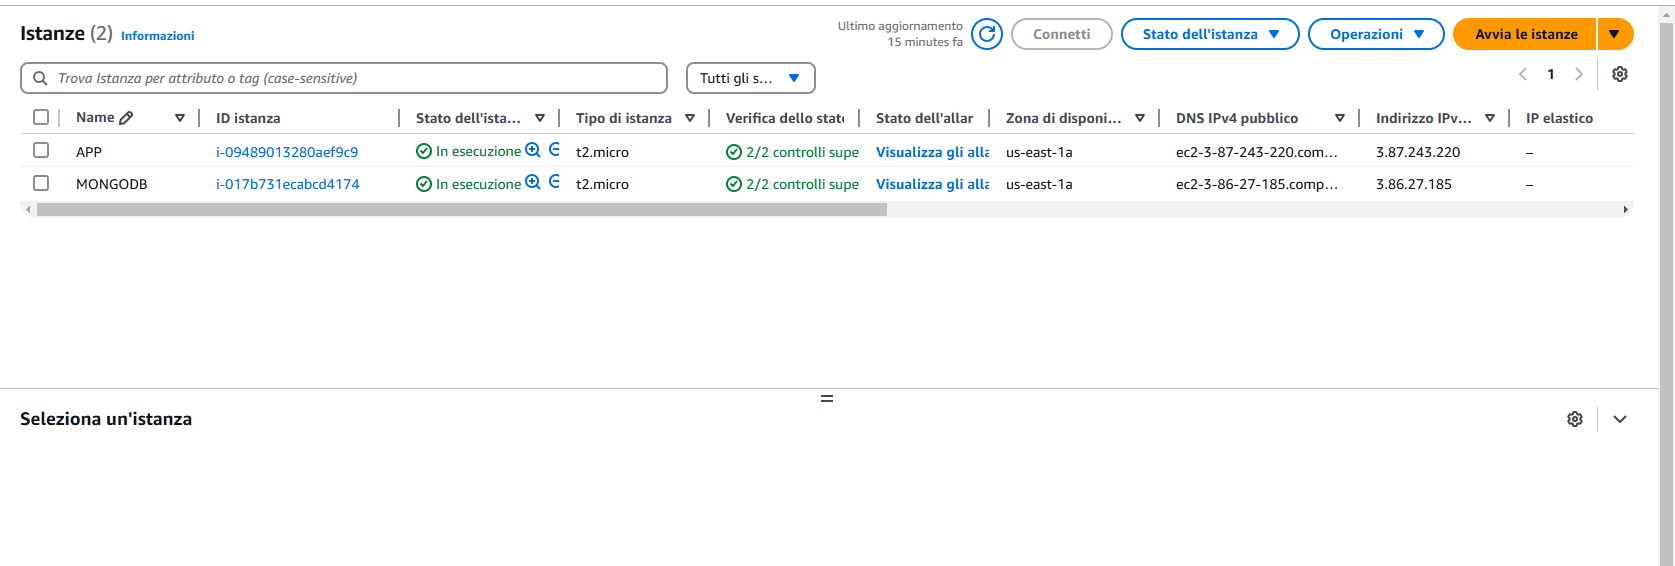 Istanze (2) Informazioni
Ultimo aggiornamento
15 minutes fa
Connetti
Stato dell'istanza
Operazioni
Avvia le istanze
Trova Istanza per attributo o tag (case-sensitive)
Tutti gli s...
1
Name ID istanza Stato dell'ista... Tipo di istanza Verifica dello stato Stato dell'allar Zona di disponi... DNS IPv4 pubblico Indirizzo IPv... IP elastico
APP i-09489013280aef9c9 In esecuzione t2.micro 2/2 controlli supe Visualizza gli alla us-east-1a ec2-3-87-243-220.com... 3.87.243.220 –
MONGODB i-017b731ecabcd4174 In esecuzione t2.micro 2/2 controlli supe Visualizza gli alla us-east-1a ec2-3-86-27-185.comp... 3.86.27.185 –
Seleziona un'istanza